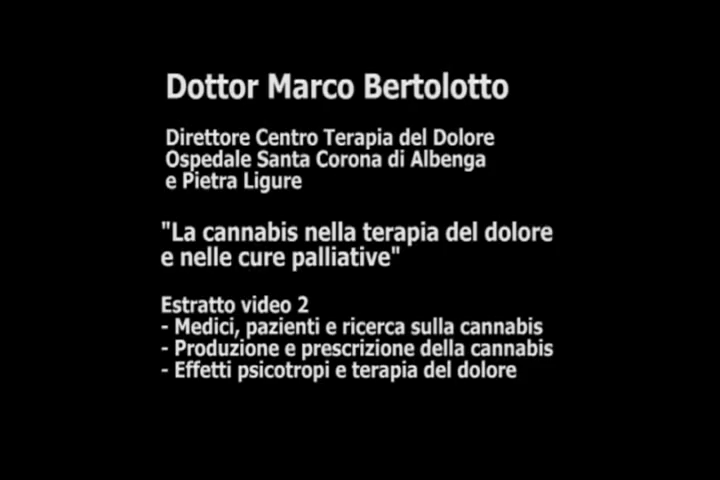 Dottor Marco Bertolotto
Direttore Centro Terapia del Dolore
Ospedale Santa Corona di Albenga
e Pietra Ligure
"La cannabis nella terapia del dolore
e nelle cure palliative"
Estratto video 2
- Medici, pazienti e ricerca sulla cannabis
- Produzione e prescrizione della cannabis
- Effetti psicotropi e terapia del dolore